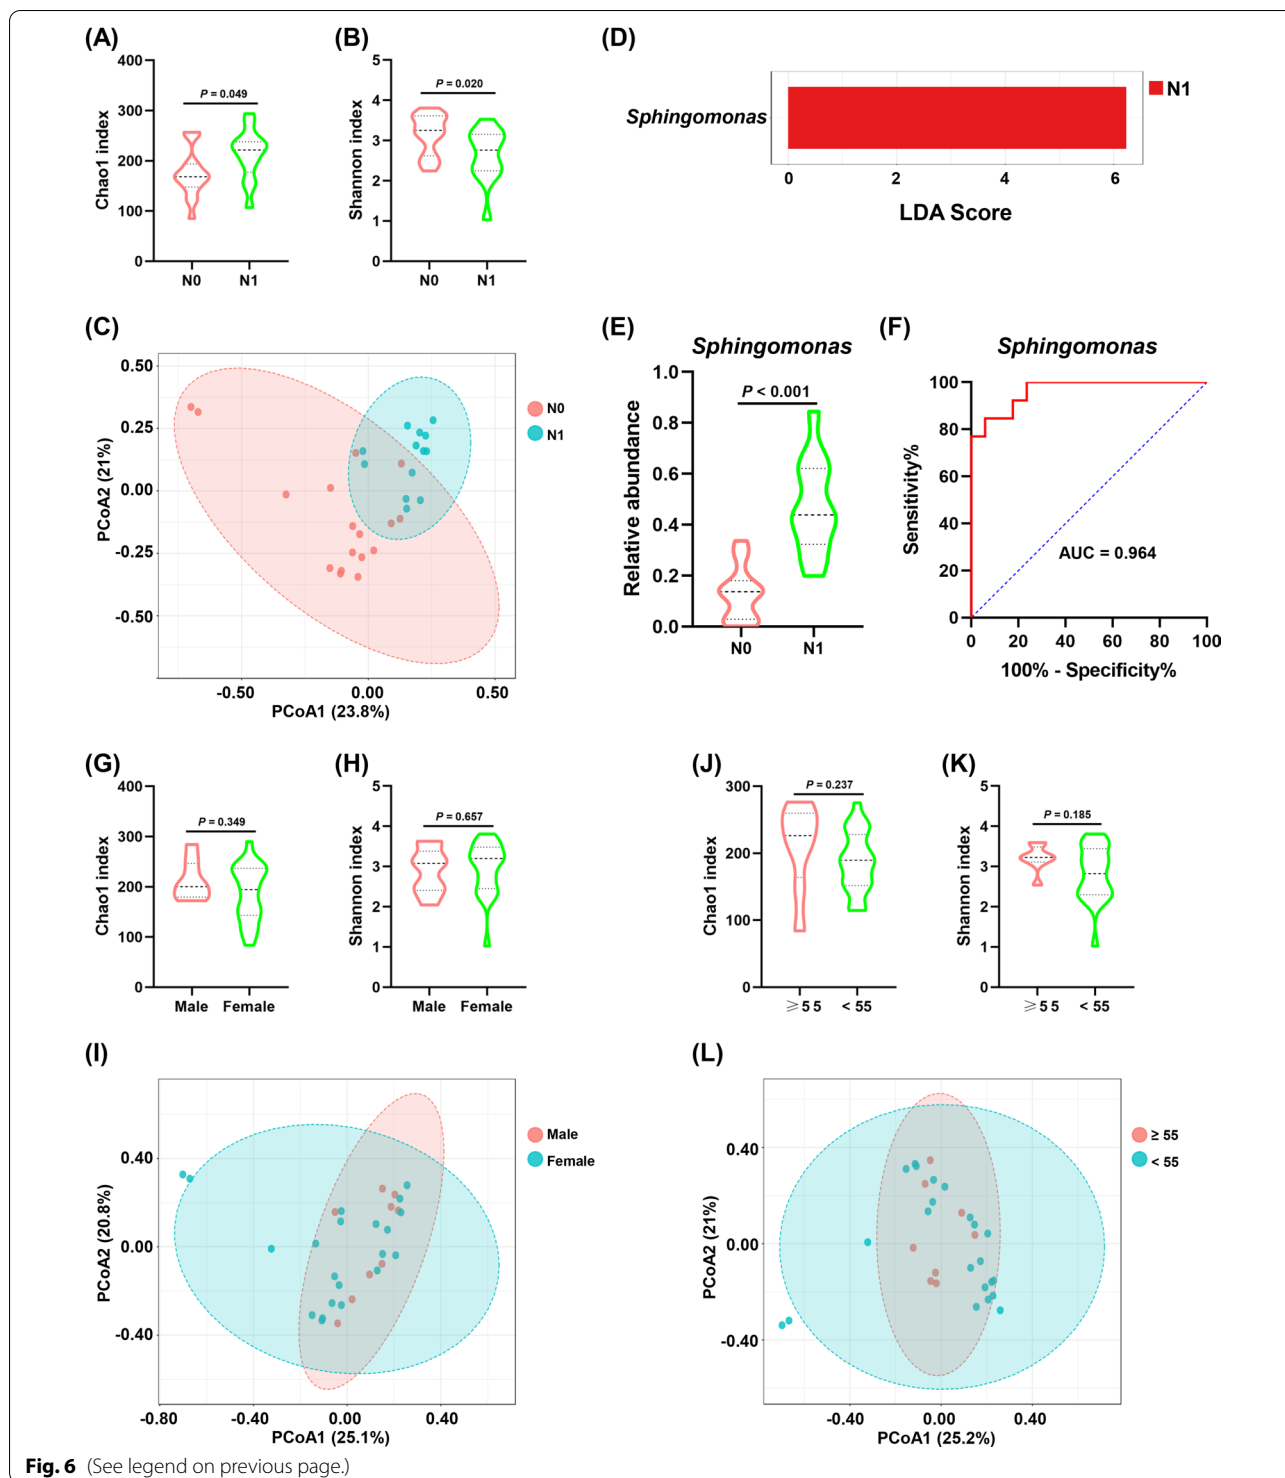 (A)
400
300
200
100
0
Chao1 index
P = 0.049
N0 N1
(B)
5
4
3
2
1
0
Shannon index
P = 0.020
N0 N1
(D)
Sphingomonas
N1
0 2 4 6
LDA Score
(C)
0.50
0.25
0.00
-0.25
-0.50
PCoA2 (21%)
-0.50 0.00 0.50
PCoA1 (23.8%)
N0
N1
(E)
Sphingomonas
1.0
0.8
0.6
0.4
0.2
0.0
Relative abundance
P < 0.001
N0 N1
(F)
Sphingomonas
100
80
60
40
20
0
Sensitivity%
AUC = 0.964
0 20 40 60 80 100
100% - Specificity%
(G)
400
300
200
100
0
Chao1 index
P = 0.349
Male Female
(H)
5
4
3
2
1
0
Shannon index
P = 0.657
Male Female
(J)
300
200
100
0
Chao1 index
P = 0.237
≥55 < 55
(K)
5
4
3
2
1
0
Shannon index
P = 0.185
≥55 < 55
(I)
0.40
0.00
-0.40
PCoA2 (20.8%)
-0.80 -0.40 0.00 0.40
PCoA1 (25.1%)
Male
Female
(L)
0.40
0.00
-0.40
PCoA2 (21%)
-0.40 0.00 0.40
PCoA1 (25.2%)
≥ 55
< 55
Fig. 6 (See legend on previous page.)